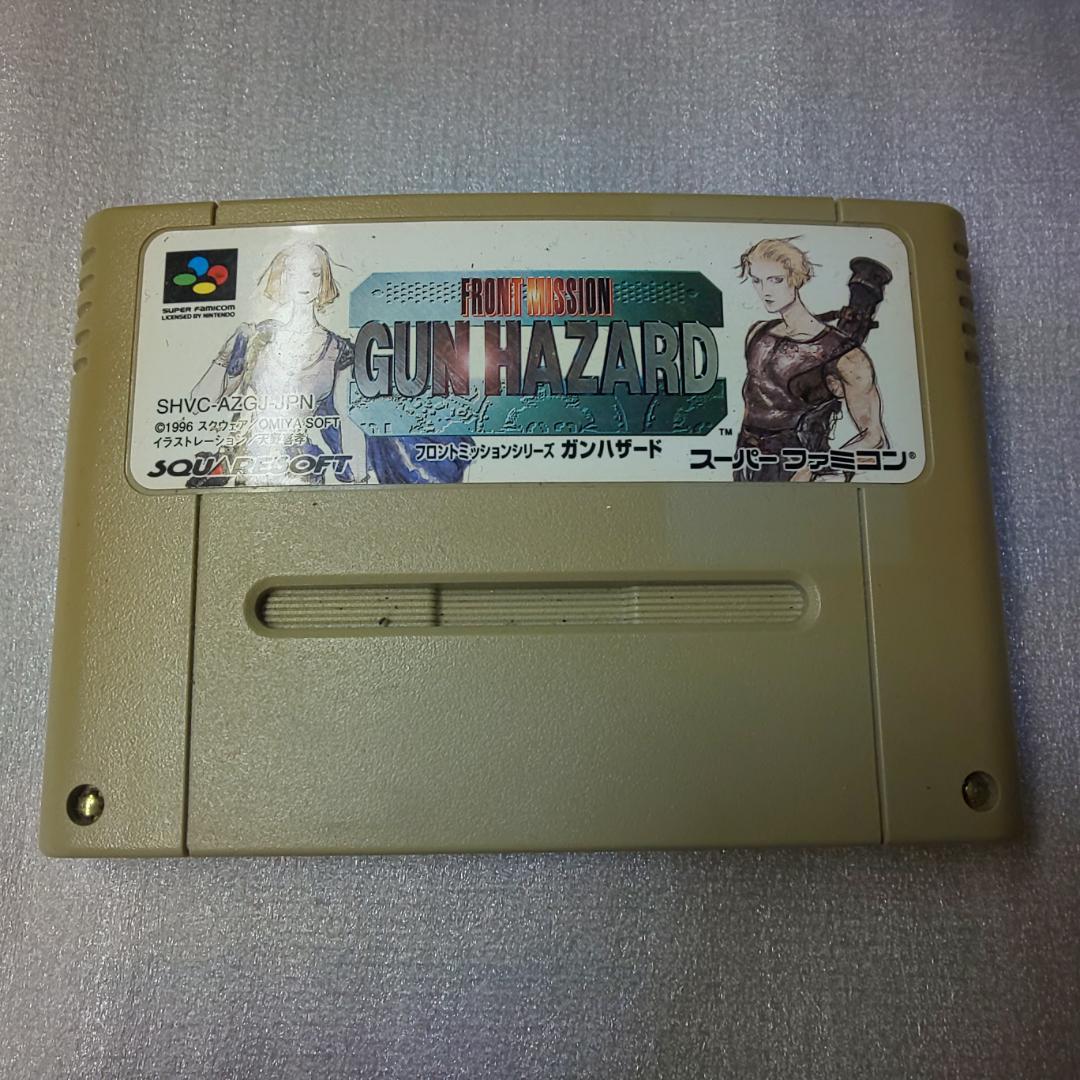 SUPER FAMICOM
LICENSED BY NINTENDO
FRONT MISSION
GUN HAZARD
TM
SHVC-AZGJ-JPN
©1996 スクウェア/OMIYA SOFT
イラストレーション/天野喜孝
SQUARESOFT
フロントミッションシリーズ ガンハザード
スーパーファミコン®